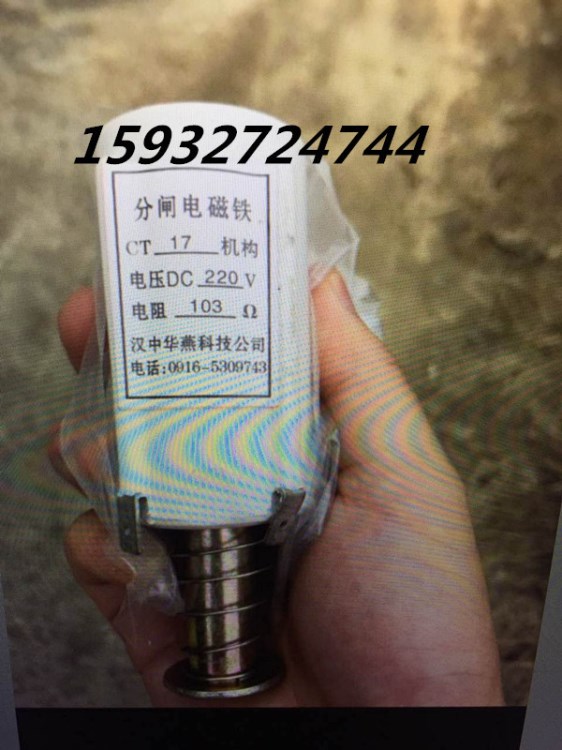 15932724744
分闸电磁铁
CT 17 机构
电压DC 220 V
电阻 103 Ω
汉中华燕科技公司
电话:0916-5309743